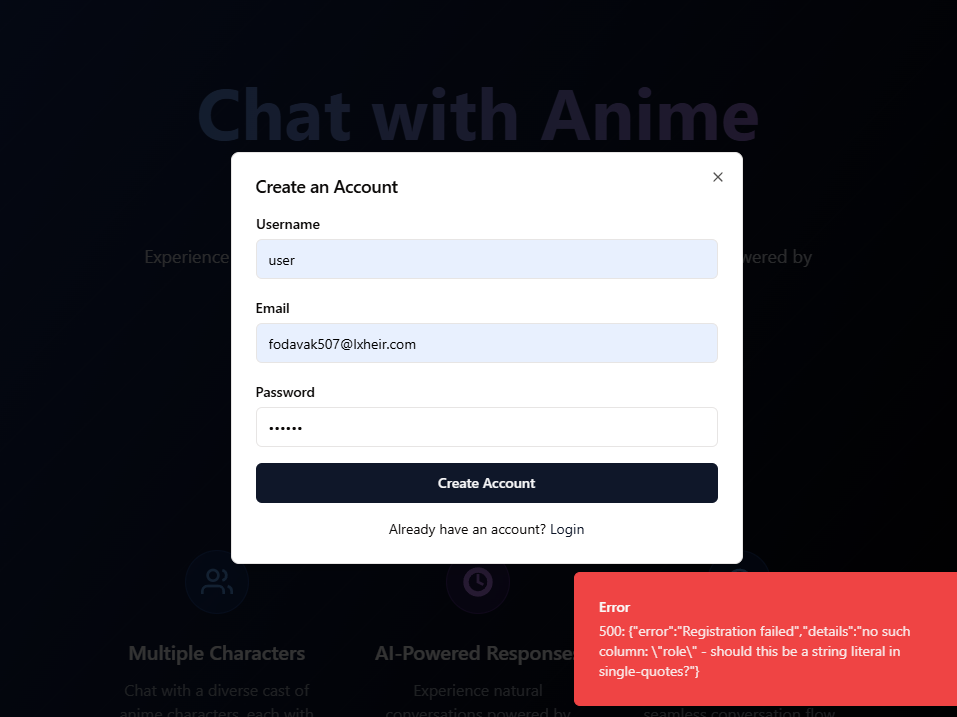 Chat with Anime
Create an Account
Username
user
Experience
wered by
Email
fodavak507@lxheir.com
Password
••••••
Create Account
Already have an account? Login
Error
500: {"error":"Registration failed","details":"no such
column: \"role\" - should this be a string literal in
single-quotes?"}
Multiple Characters
Chat with a diverse cast of
anime characters, each with
AI-Powered Responses
Experience natural
conversations powered by
seamless conversation flow